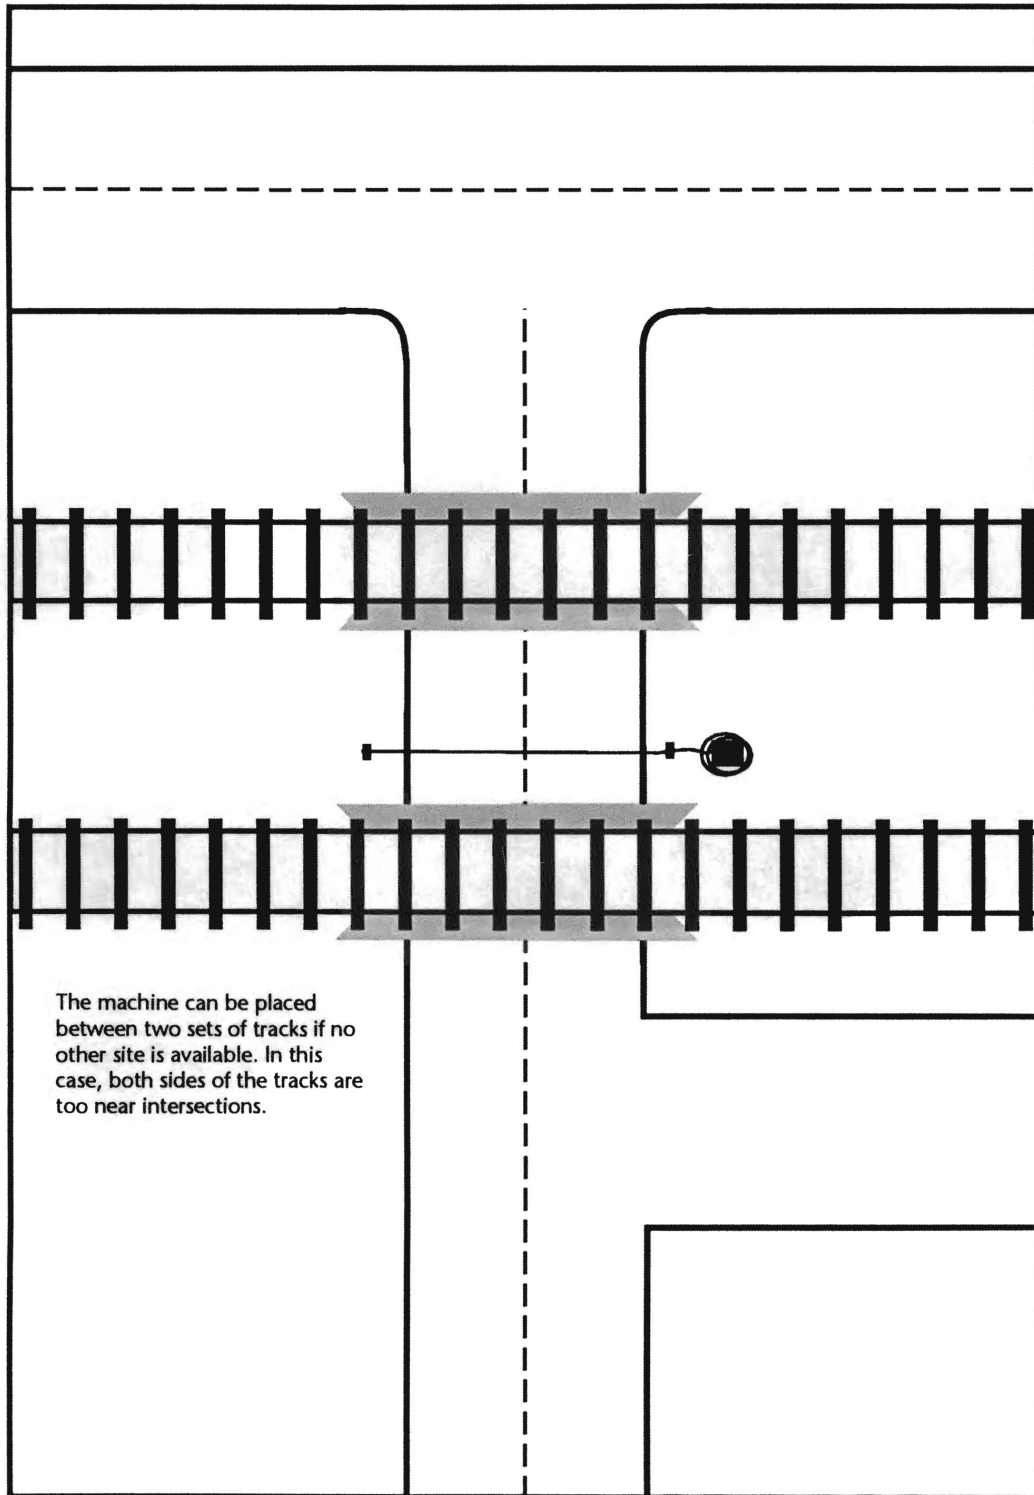 The machine can be placed
between two sets of tracks if no
other site is available. In this
case, both sides of the tracks are
too near intersections.